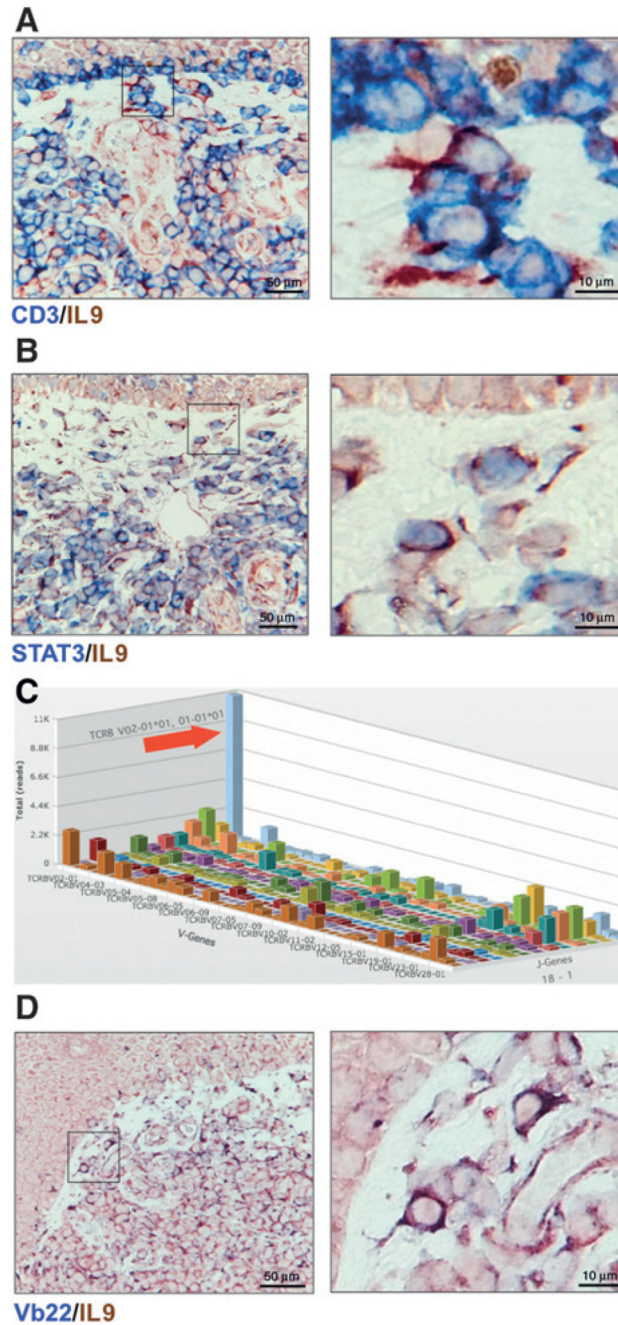 A
50 µm
10 µm
CD3/IL9
B
50 µm
10 µm
STAT3/IL9
C
11K
8.8K
6.6K
4.4K
2.2K
0
Total (reads)
TCRB V02-01*01, 01-01*01
TCRBV02-01
TCRBV04-03
TCRBV05-04
TCRBV05-08
TCRBV06-05
TCRBV06-09
TCRBV07-05
TCRBV07-09
TCRBV10-02
TCRBV11-02
TCRBV12-05
TCRBV15-01
TCRBV19-01
TCRBV23-01
TCRBV28-01
V-Genes
J-Genes
18 - 1
D
50 µm
10 µm
Vb22/IL9